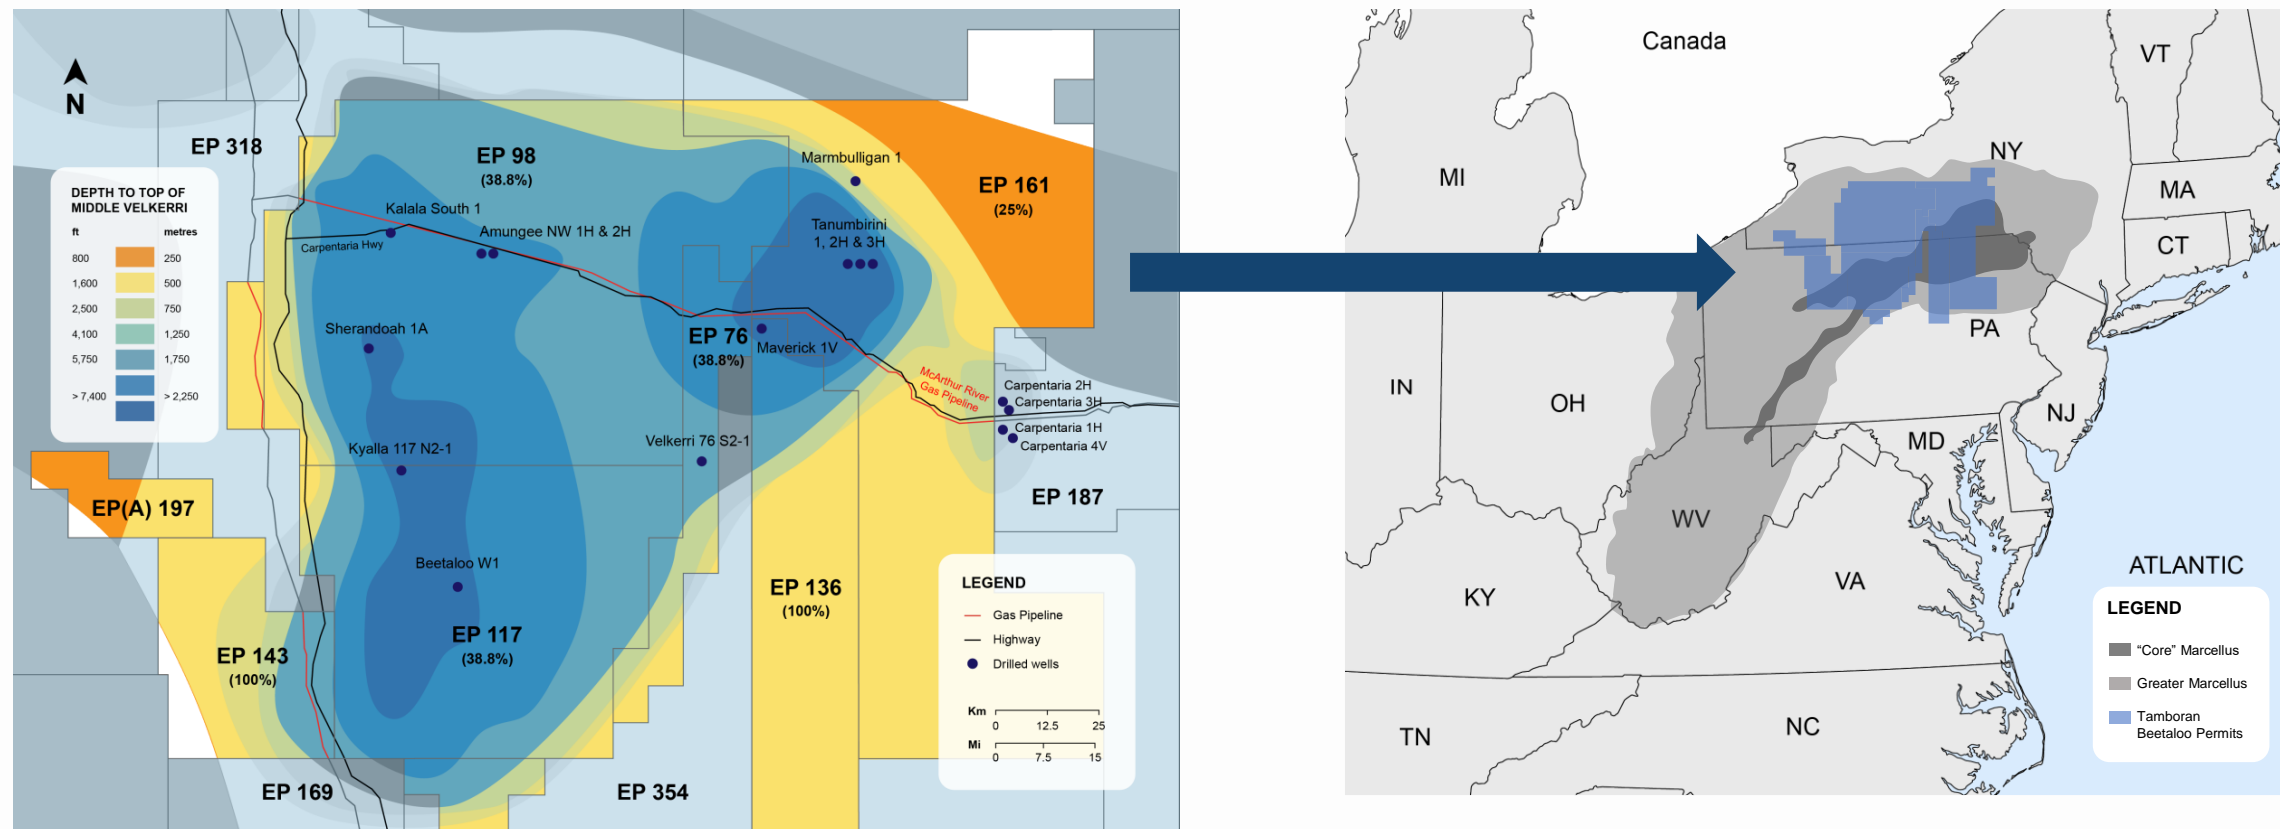 N
EP 318
DEPTH TO TOP OF
MIDDLE VELKERRI
ft
metres
800
250
1,600
500
2,500
750
4,100
1,250
5,750
1,750
> 7,400
> 2,250
EP 98
(38.8%)
Marmbulligan 1
EP 161
(25%)
Kalala South 1
Carpentaria Hwy
Amungee NW 1H & 2H
Tanumbirini
1, 2H & 3H
Sherandoah 1A
EP 76
(38.8%)
Maverick 1V
McArthur River
Gas Pipeline
Carpentaria 2H
Carpentaria 3H
Carpentaria 1H
Carpentaria 4V
Kyalla 117 N2-1
Velkerri 76 S2-1
EP 187
EP(A) 197
Beetaloo W1
EP 136
(100%)
EP 117
(38.8%)
EP 143
(100%)
EP 169
EP 354
LEGEND
Gas Pipeline
Highway
Drilled wells
Km
0 12.5 25
Mi
0 7.5 15
Canada
VT
NY
MI
MA
CT
PA
IN
OH
NJ
MD
WV
ATLANTIC
VA
KY
TN
NC
LEGEND
“Core” Marcellus
Greater Marcellus
Tamboran
Beetaloo Permits